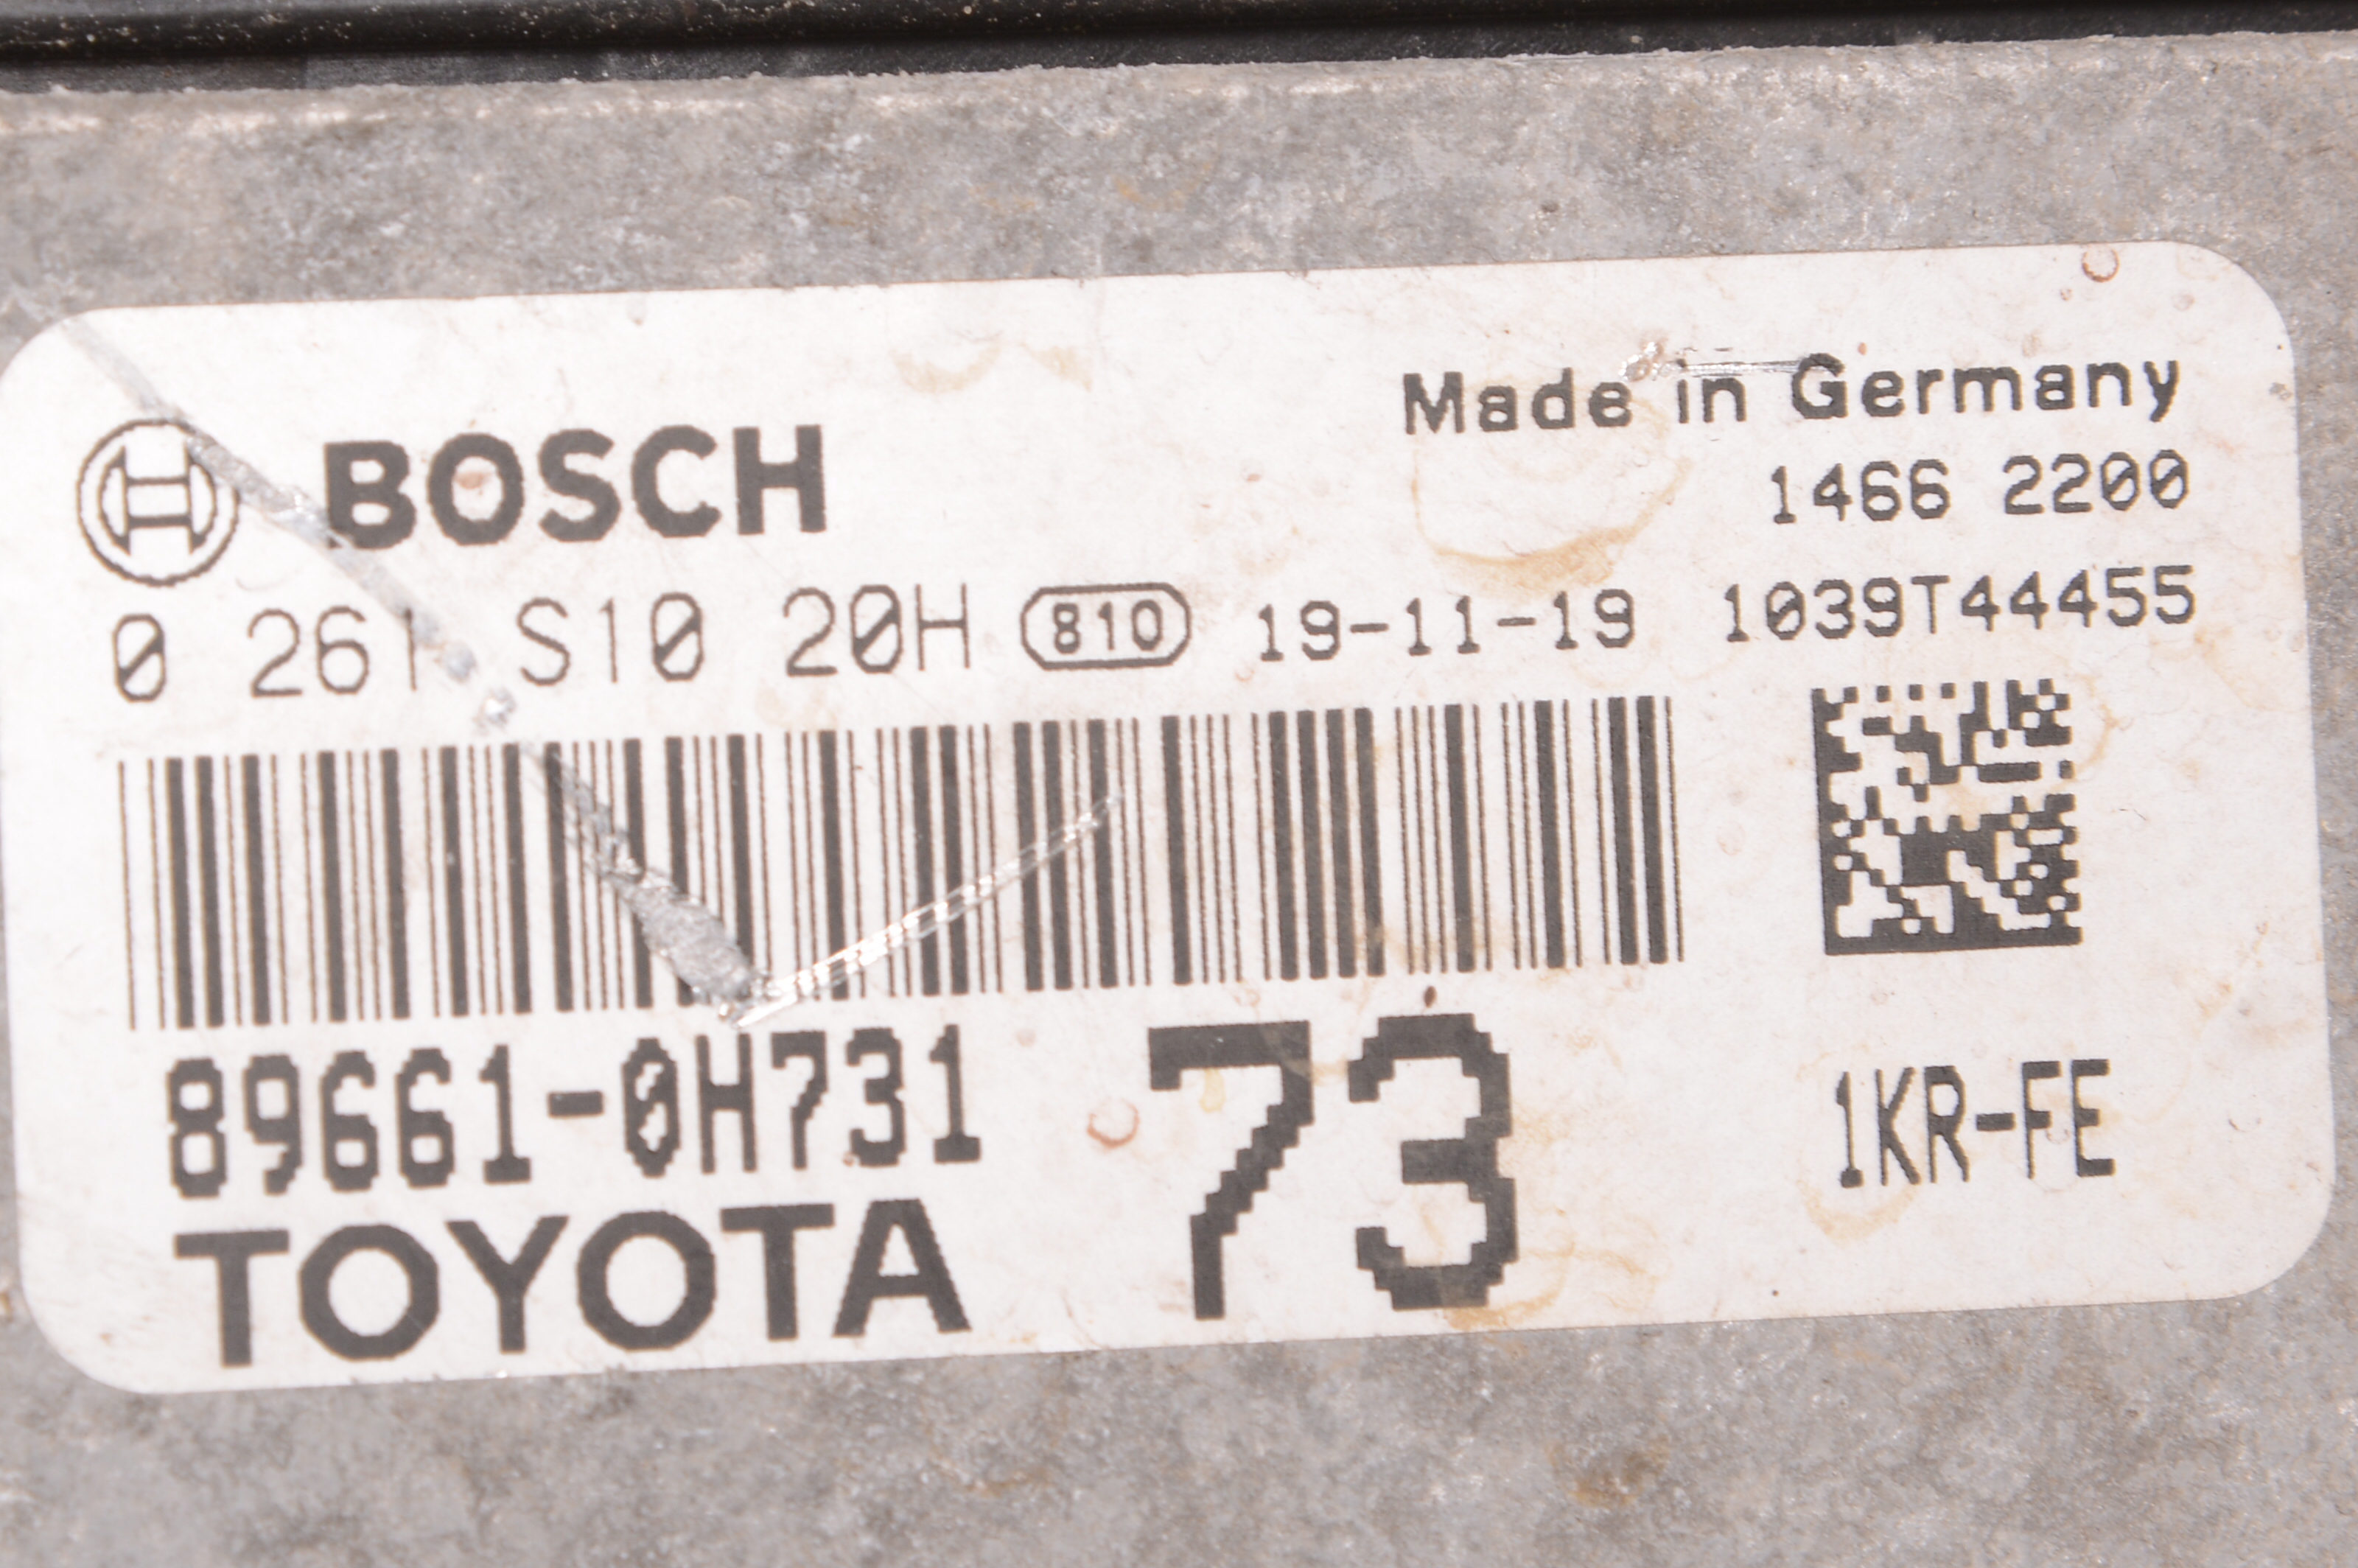 BOSCH
Made in Germany
1466 2200
0 261 S10 20H 810 19-11-19 1039T44455
89661-0H731
73
1KR-FE
TOYOTA